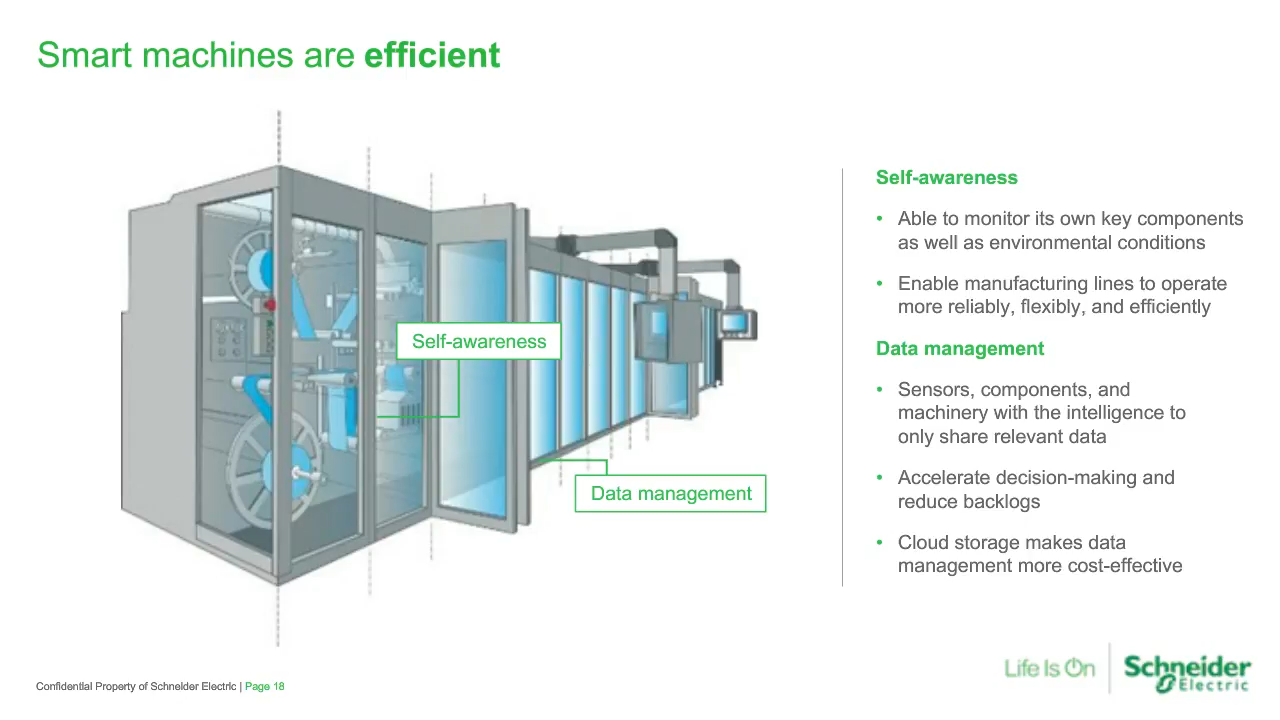 Smart machines are efficient
Self-awareness
Data management
Self-awareness
• Able to monitor its own key components
as well as environmental conditions
• Enable manufacturing lines to operate
more reliably, flexibly, and efficiently
Data management
• Sensors, components, and
machinery with the intelligence to
only share relevant data
• Accelerate decision-making and
reduce backlogs
• Cloud storage makes data
management more cost-effective
Life Is On
Schneider
Electric
Confidential Property of Schneider Electric | Page 18